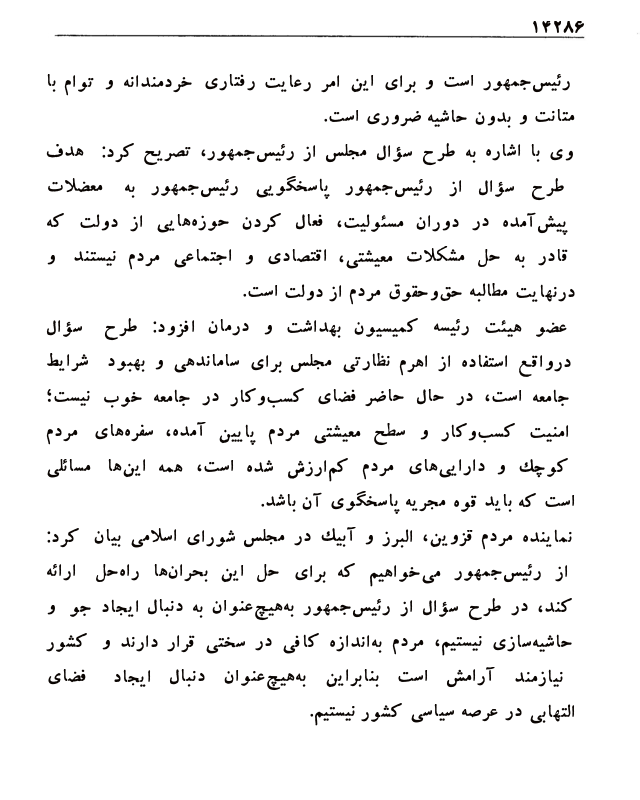 ۱۴۲۸۶
رئیس‌جمهور است و برای این امر رعایت رفتاری خردمندانه و توام با
متانت و بدون حاشیه ضروری است.
وی با اشاره به طرح سؤال مجلس از رئیس‌جمهور، تصریح کرد: هدف
طرح سؤال از رئیس‌جمهور پاسخگویی رئیس‌جمهور به معضلات
پیش‌آمده در دوران مسئولیت، فعال کردن حوزه‌هایی از دولت که
قادر به حل مشکلات معیشتی، اقتصادی و اجتماعی مردم نیستند و
درنهایت مطالبه حق‌وحقوق مردم از دولت است.
عضو هیئت رئیسه کمیسیون بهداشت و درمان افزود: طرح سؤال
درواقع استفاده از اهرم نظارتی مجلس برای ساماندهی و بهبود شرایط
جامعه است، در حال حاضر فضای کسب‌وکار در جامعه خوب نیست؛
امنیت کسب‌وکار و سطح معیشتی مردم پایین آمده، سفره‌های مردم
کوچك و دارایی‌های مردم کم‌ارزش شده است، همه این‌ها مسائلی
است که باید قوه مجریه پاسخگوی آن باشد.
نماینده مردم قزوین، البرز و آبیك در مجلس شورای اسلامی بیان کرد:
از رئیس‌جمهور می‌خواهیم که برای حل این بحران‌ها راه‌حل ارائه
کند، در طرح سؤال از رئیس‌جمهور به‌هیچ‌عنوان به دنبال ایجاد جو و
حاشیه‌سازی نیستیم، مردم به‌اندازه کافی در سختی قرار دارند و کشور
نیازمند آرامش است بنابراین به‌هیچ‌عنوان دنبال ایجاد فضای
التهابی در عرصه سیاسی کشور نیستیم.